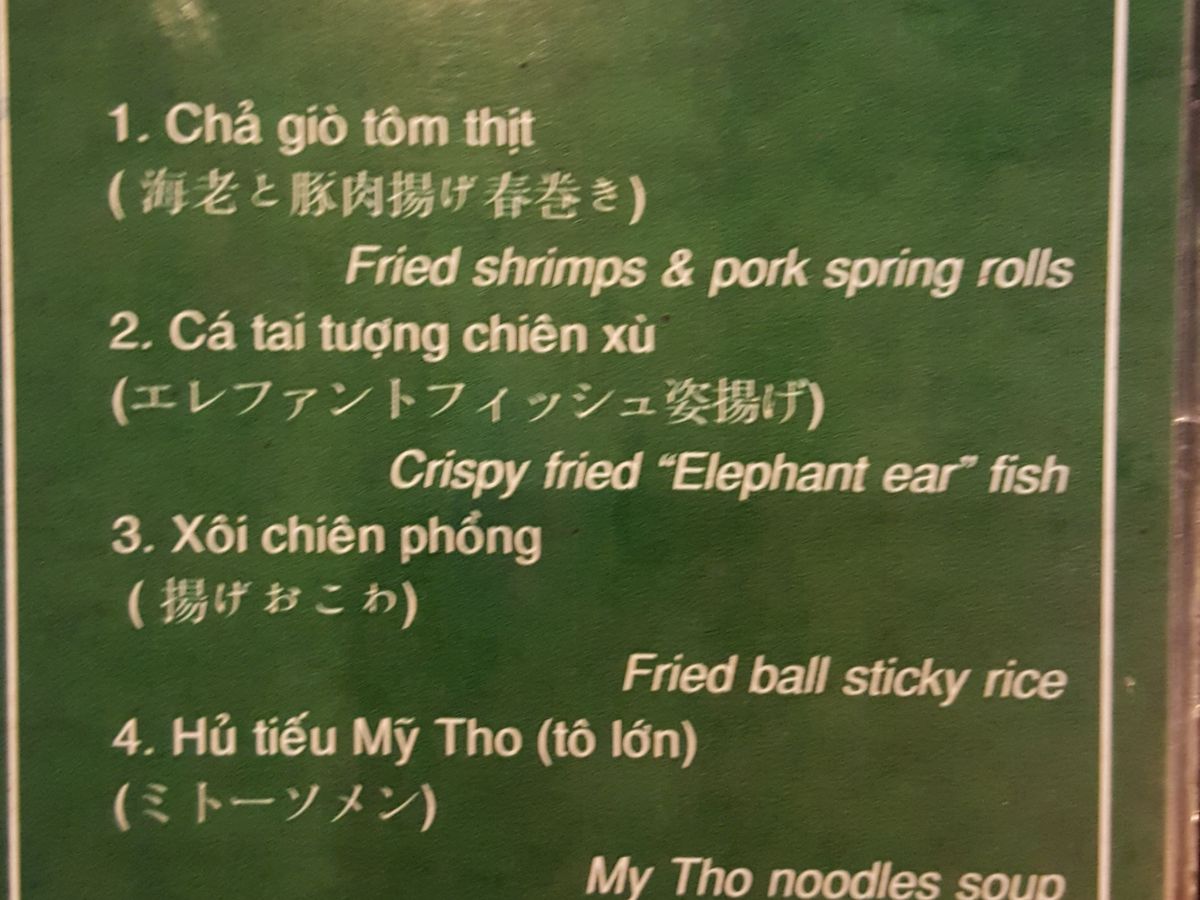 1. Chả giò tôm thịt
( 海老と豚肉揚げ春巻き)
Fried shrimps & pork spring rolls
2. Cá tai tượng chiên xù
(エレファントフィッシュ姿揚げ)
Crispy fried “Elephant ear” fish
3. Xôi chiên phồng
( 揚げおこわ)
Fried ball sticky rice
4. Hủ tiếu Mỹ Tho (tô lớn)
(ミトーソメン)
My Tho noodles soup